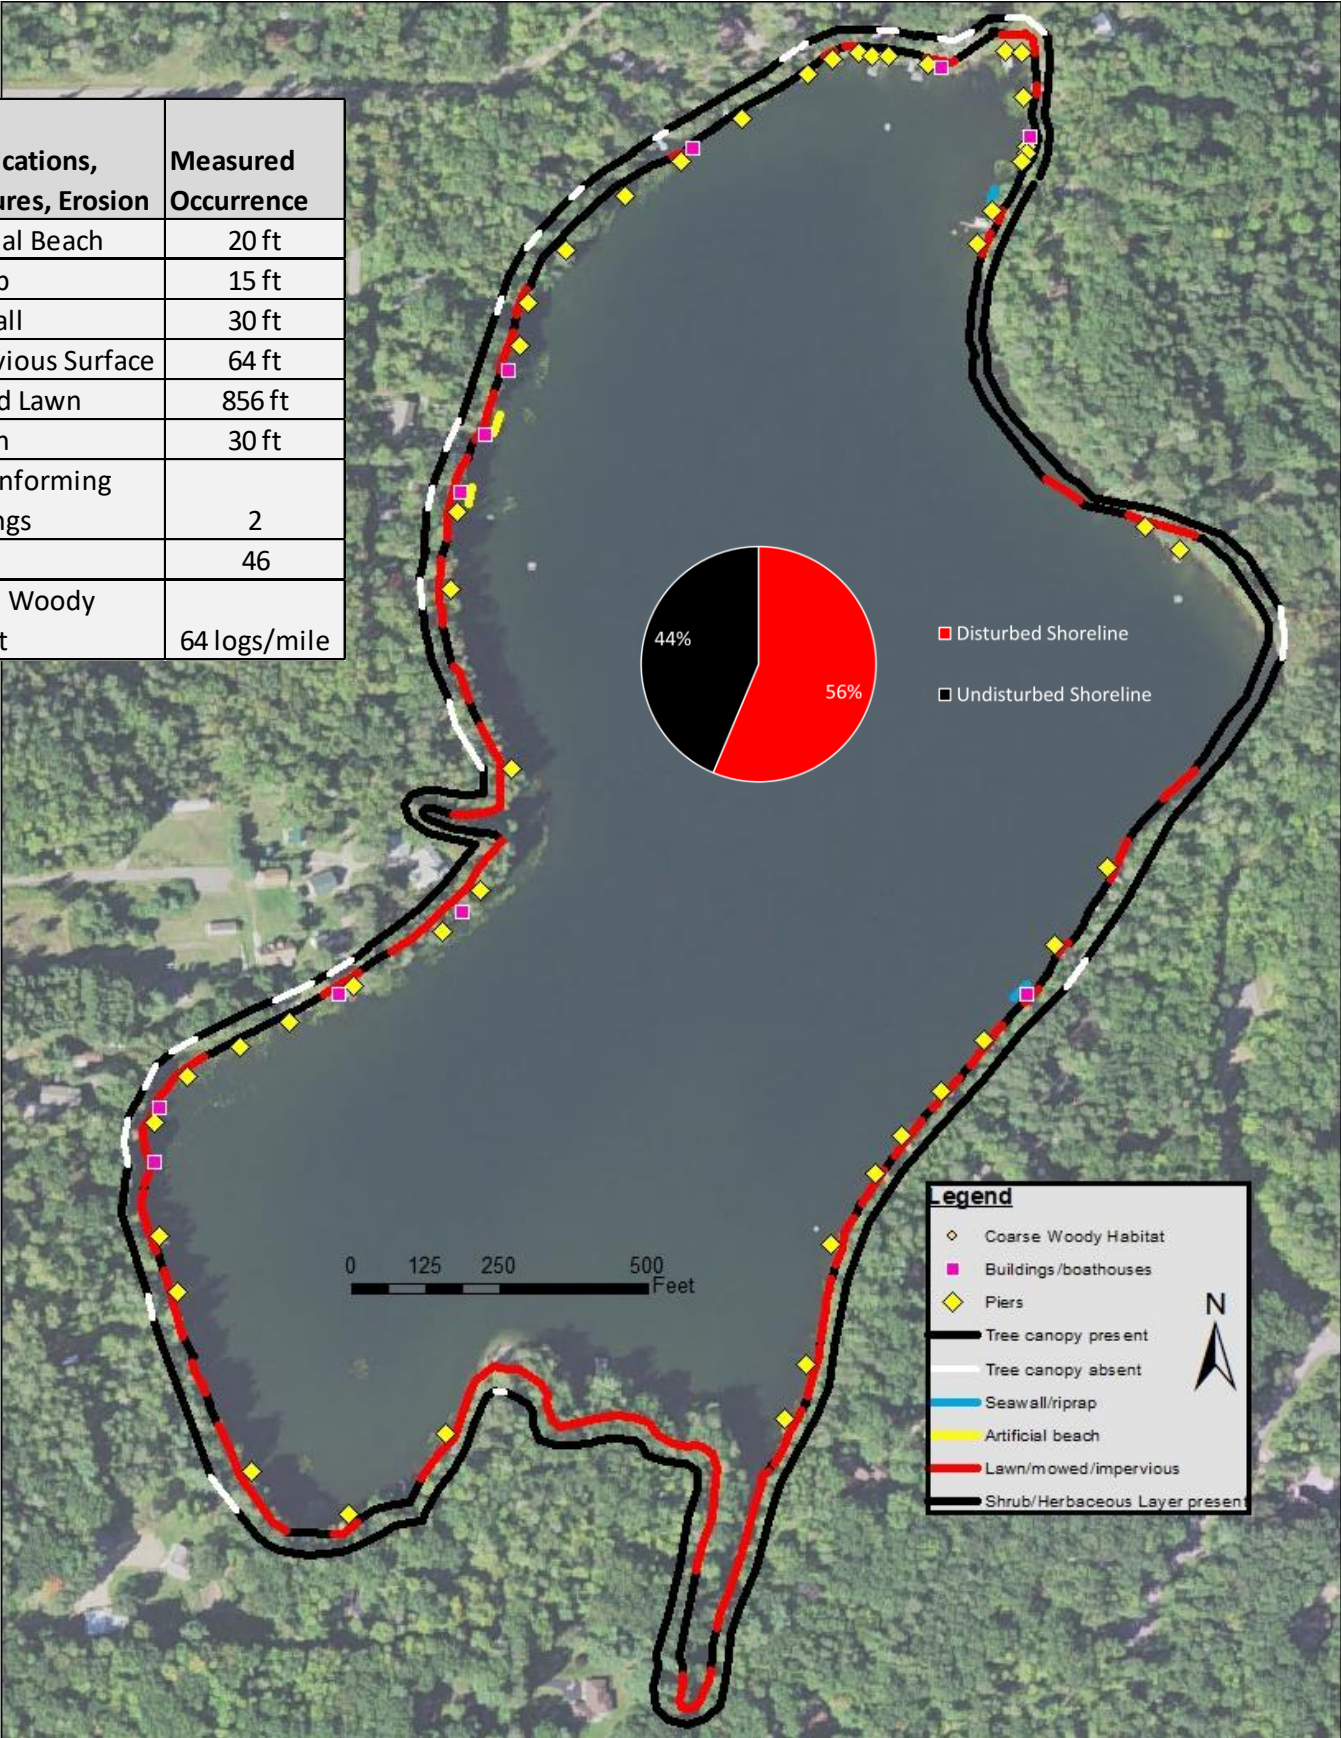 cations,
ures, Erosion
Measured
Occurrence
al Beach 20 ft
15 ft
all 30 ft
vious Surface 64 ft
d Lawn 856 ft
30 ft
nforming
ngs 2
46
Woody
t 64 logs/mile
44%
56%
Disturbed Shoreline
Undisturbed Shoreline
0 125 250 500
Feet
Legend
Coarse Woody Habitat
Buildings/boathouses
Piers
Tree canopy present
Tree canopy absent
Seawall/riprap
Artificial beach
Lawn/mowed/impervious
Shrub/Herbaceous Layer present
N